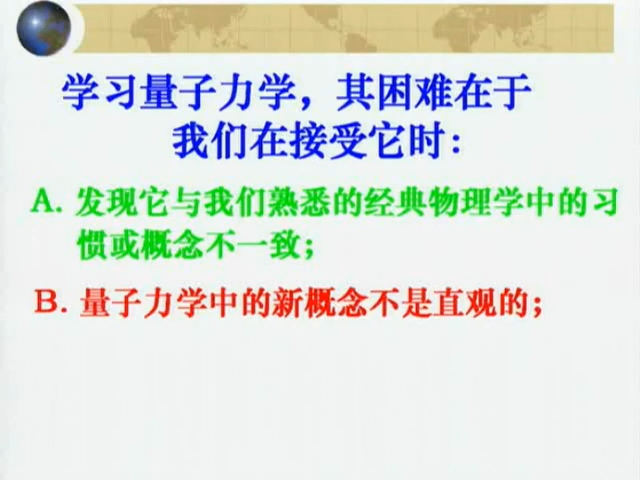 学习量子力学，其困难在于
我们在接受它时：
A. 发现它与我们熟悉的经典物理学中的习
惯或概念不一致；
B. 量子力学中的新概念不是直观的；